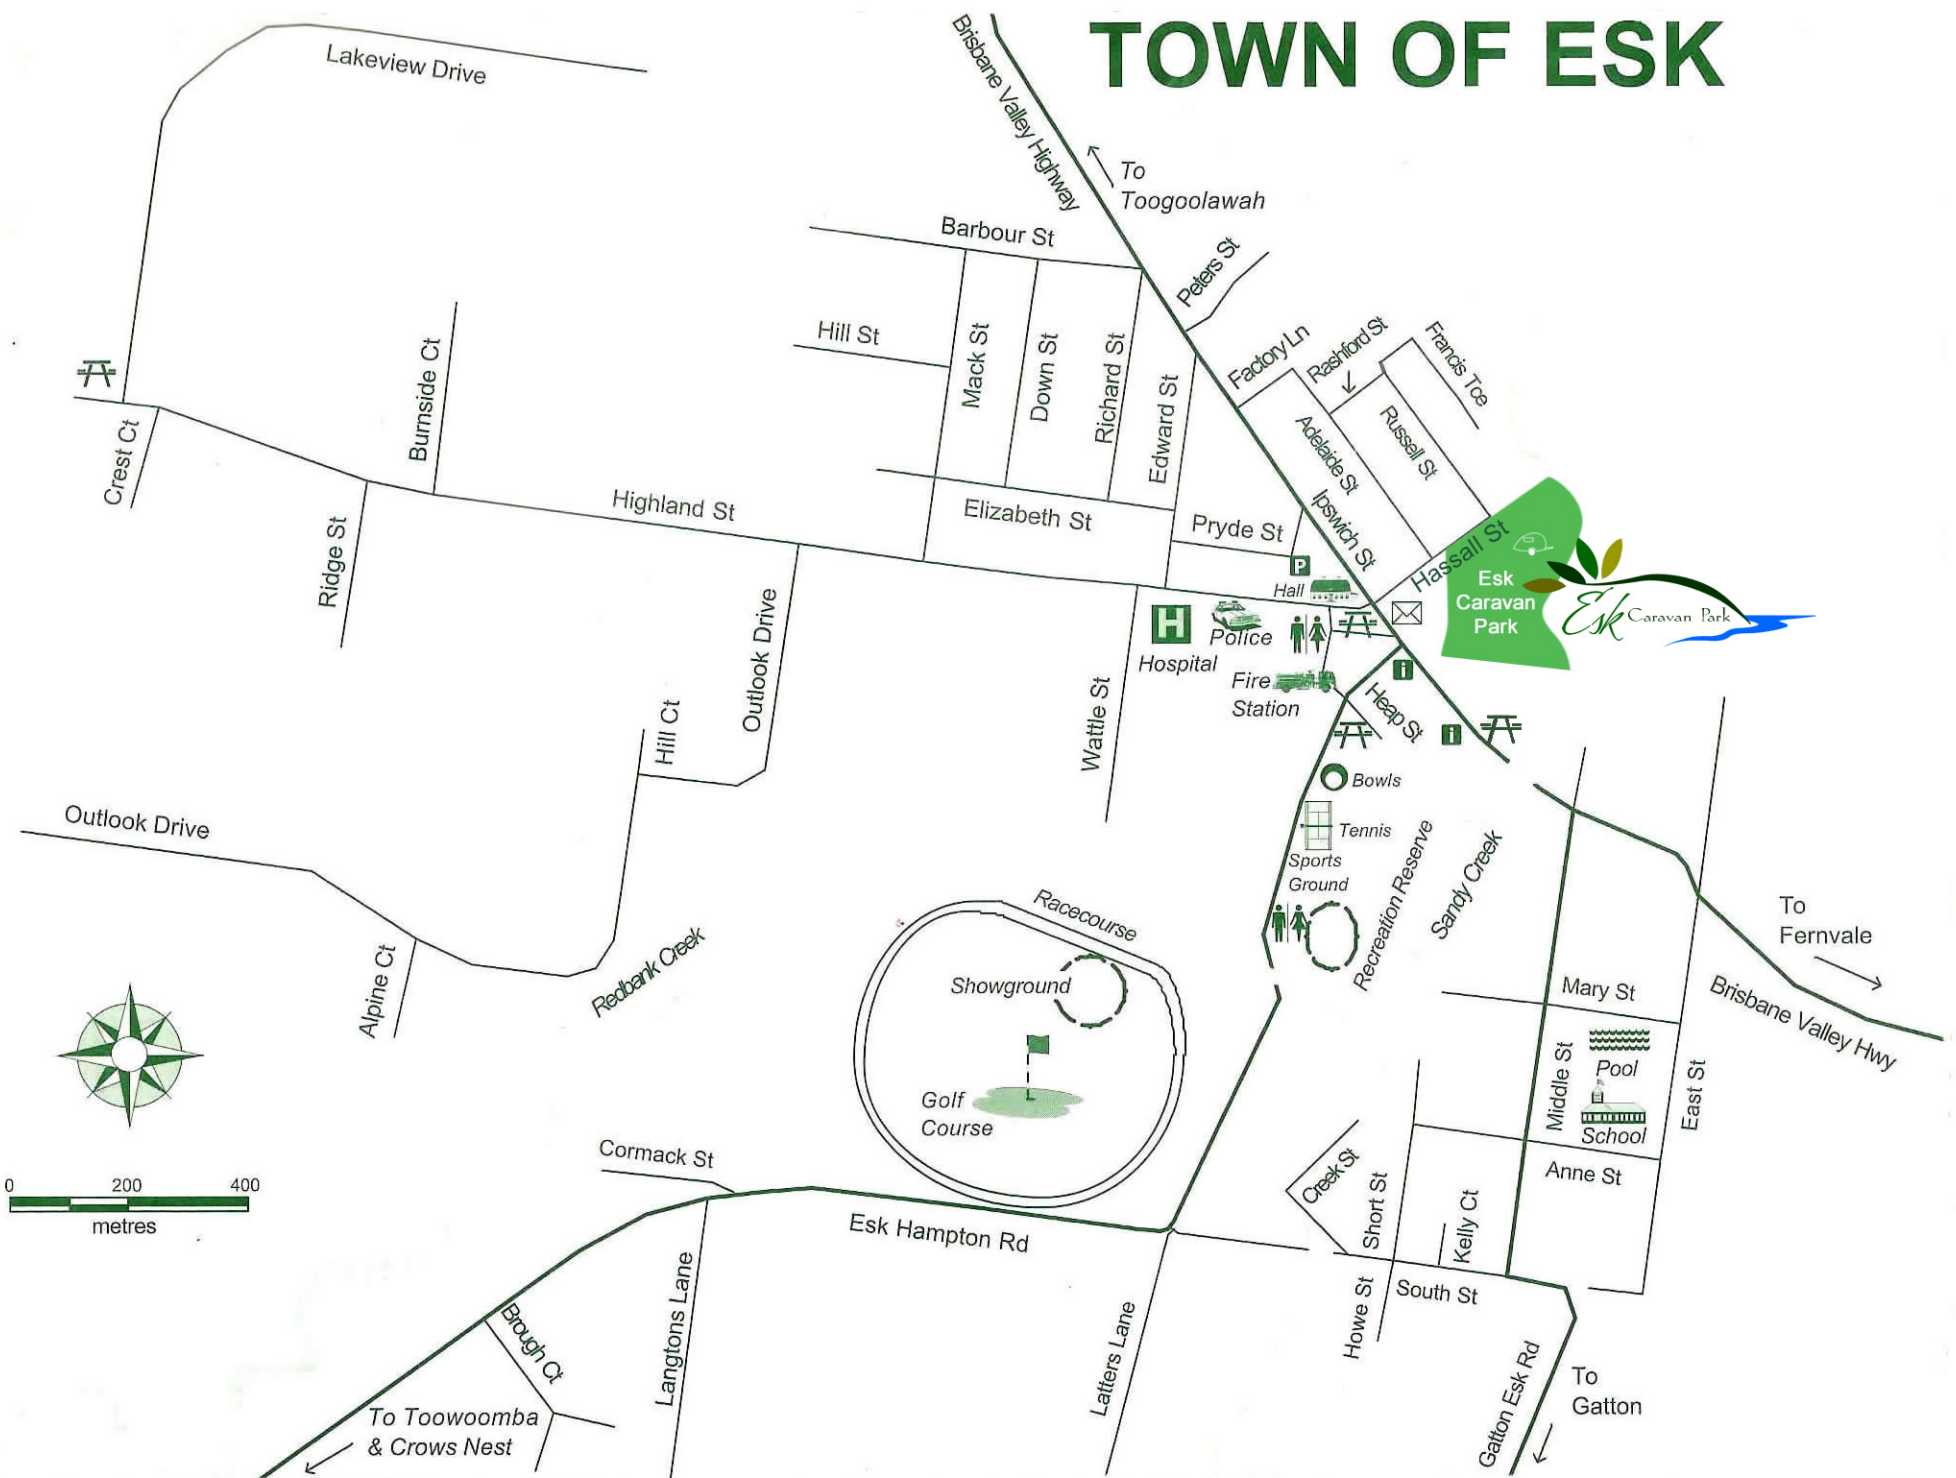 TOWN OF ESK
Lakeview Drive
Brisbane Valley Highway
To
Toogoolawah
Barbour St
Peters St
Hill St
Mack St
Down St
Richard St
Edward St
Factory Ln
Rashford St
Francis Tce
Adelaide St
Russell St
Burnside Ct
Crest Ct
Ridge St
Highland St
Elizabeth St
Pryde St
Ipswich St
Hassall St
P
Hall
H
Hospital
Police
Fire
Station
i
Heap St
i
Esk
Caravan
Park
Esk Caravan Park
Outlook Drive
Hill Ct
Wattle St
Bowls
Tennis
Sports
Ground
Recreation Reserve
Sandy Creek
Outlook Drive
Alpine Ct
Redbank Creek
Racecourse
Showground
Golf
Course
To
Fernvale
Brisbane Valley Hwy
Mary St
Middle St
Pool
School
East St
Anne St
Creek St
Short St
Kelly Ct
South St
Howe St
Gatton Esk Rd
To
Gatton
Cormack St
Esk Hampton Rd
Langtons Lane
Latters Lane
Brough Ct
To Toowoomba
& Crows Nest
0 200 400
metres